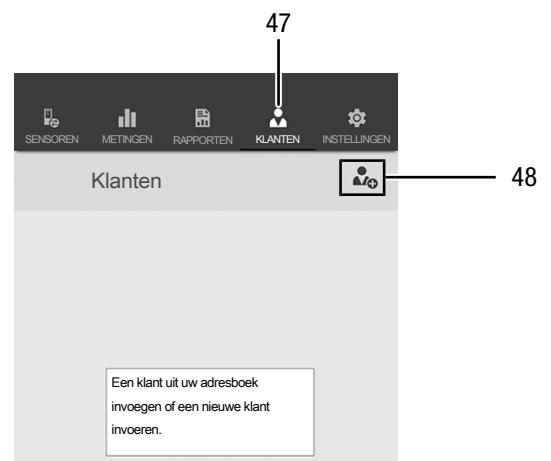 47
SENSOREN METINGEN RAPPORTEN KLANTEN INSTELLINGEN
Klanten
48
Een klant uit uw adresboek
invoegen of een nieuwe klant
invoeren.